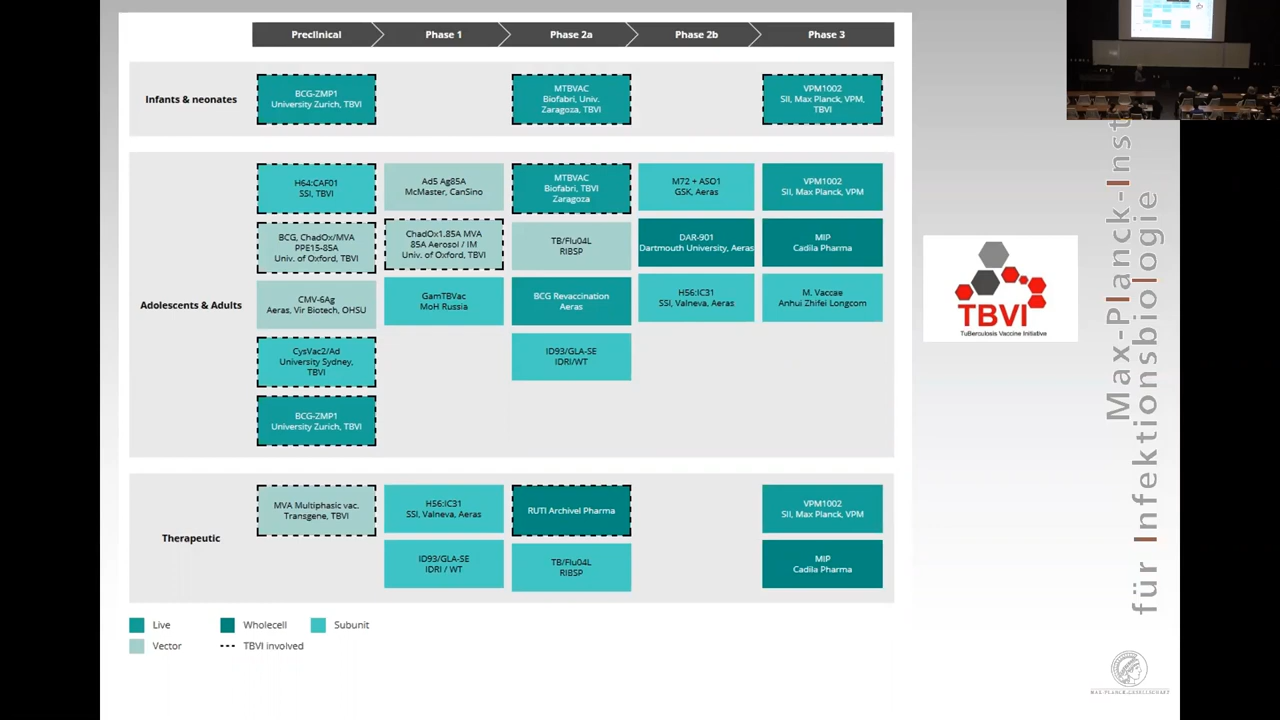 Preclinical
Phase 1
Phase 2a
Phase 2b
Phase 3
Infants & neonates
BCG-ZMP1
University Zurich, TBVI
MTBVAC
Biofabri, Univ.
Zaragoza, TBVI
VPM1002
SII, Max Planck, VPM,
TBVI
Adolescents & Adults
H64:CAF01
SSI, TBVI
Ad5 Ag85A
McMaster, CanSino
MTBVAC
Biofabri, TBVI
Zaragoza
M72 + ASO1
GSK, Aeras
VPM1002
SII, Max Planck, VPM
BCG, ChadOx/MVA
PPE15-85A
Univ. of Oxford, TBVI
ChadOx1.85A MVA
85A Aerosol / IM
Univ. of Oxford, TBVI
TB/Flu04L
RIBSP
DAR-901
Dartmouth University, Aeras
MIP
Cadila Pharma
CMV-6Ag
Aeras, Vir Biotech, OHSU
GamTBVac
MoH Russia
BCG Revaccination
Aeras
H56:IC31
SSI, Valneva, Aeras
M. Vaccae
Anhui Zhifei Longcom
CysVac2/Ad
University Sydney,
TBVI
ID93/GLA-SE
IDRI/WT
BCG-ZMP1
University Zurich, TBVI
Therapeutic
MVA Multiphasic vac.
Transgene, TBVI
H56:IC31
SSI, Valneva, Aeras
RUTI Archivel Pharma
VPM1002
SII, Max Planck, VPM
ID93/GLA-SE
IDRI / WT
TB/Flu04L
RIBSP
MIP
Cadila Pharma
Live
Wholecell
Subunit
Vector
TBVI involved
TBVI
TuBerculosis Vaccine Initiative
Max-Planck-Inst
für Infektionsbiologie
MAX-PLANCK-GESELLSCHAFT